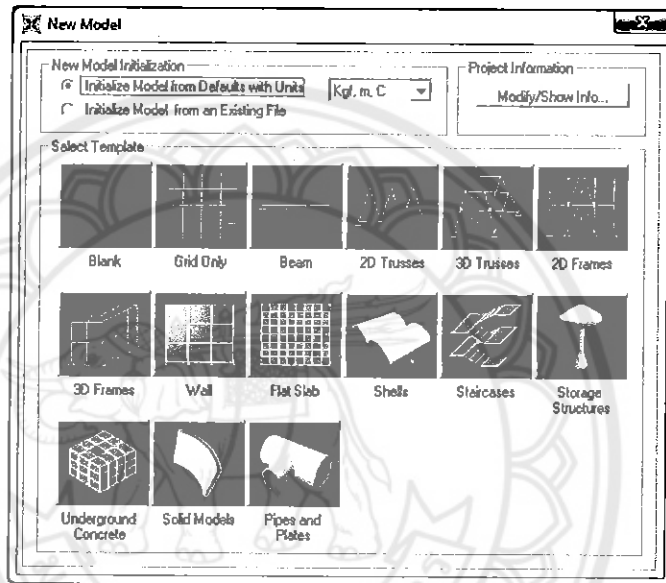 New Model
New Model Initialization
Initialize Model from Defaults with Units
Kgf, m, C
Initialize Model from an Existing File
Project Information
Modify/Show Info...
Select Template
Blank
Grid Only
Beam
2D Trusses
3D Trusses
2D Frames
3D Frames
Wall
Flat Slab
Shells
Staircases
Storage
Structures
Underground
Concrete
Solid Models
Pipes and
Plates